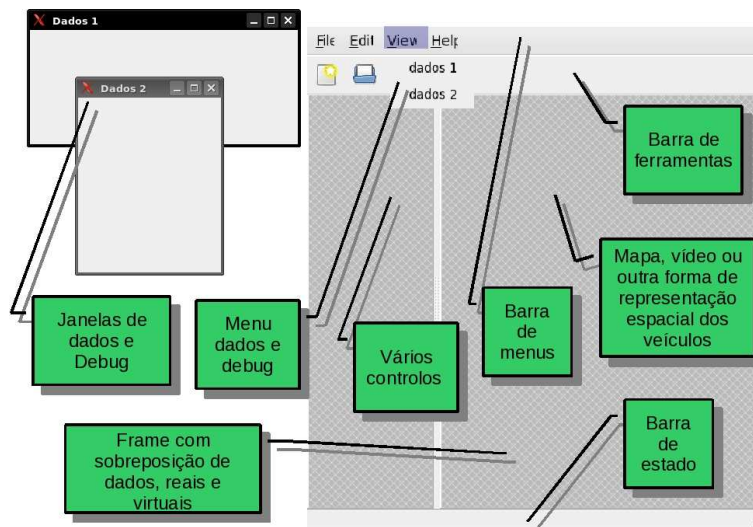 Dados 1
Dados 2
File Edit View Help
dados 1
dados 2
Barra de
ferramentas
Mapa, vídeo ou
outra forma de
representação
espacial dos
veículos
Janelas de
dados e
Debug
Menu
dados e
debug
Vários
controlos
Barra
de
menus
Barra
de
estado
Frame com
sobreposição de
dados, reais e
virtuais